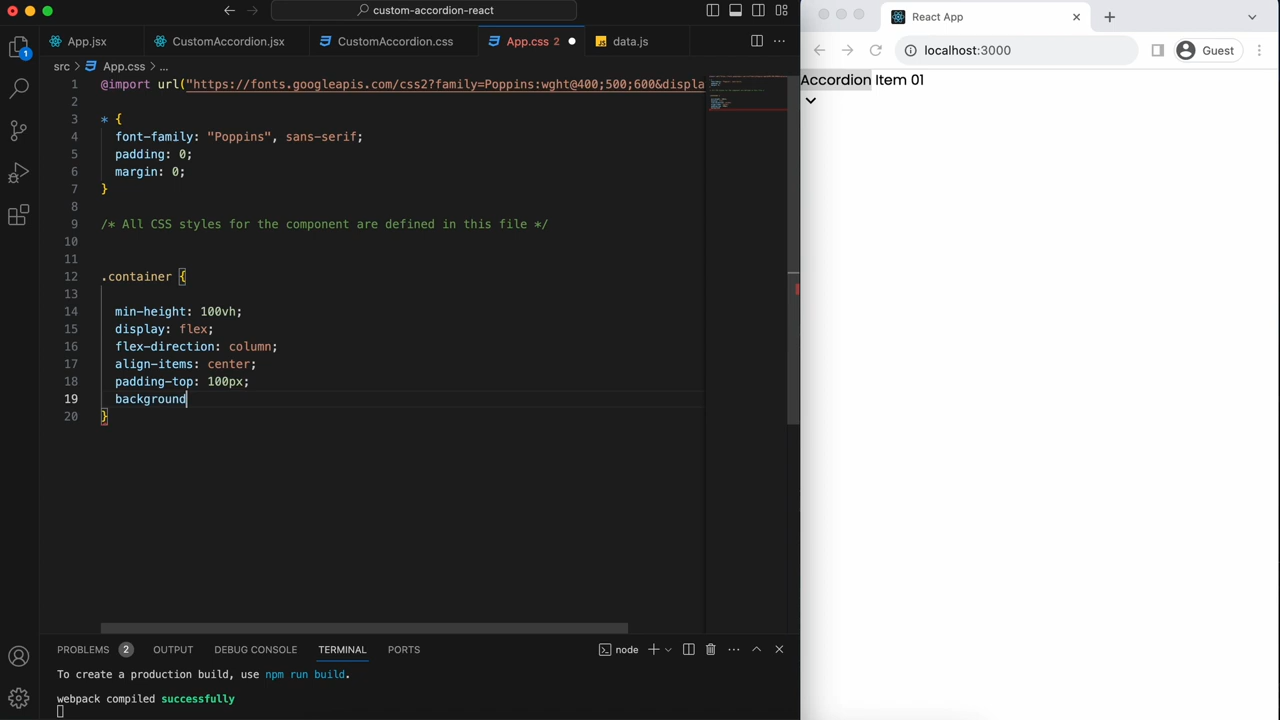 custom-accordion-react
App.jsx
CustomAccordion.jsx
CustomAccordion.css
App.css 2
data.js
src > App.css > ...
1 @import url("https://fonts.googleapis.com/css2?family=Poppins:wght@400;500;600&displa
2
3 * {
4 font-family: "Poppins", sans-serif;
5 padding: 0;
6 margin: 0;
7 }
8
9 /* All CSS styles for the component are defined in this file */
10
11
12 .container {
13
14 min-height: 100vh;
15 display: flex;
16 flex-direction: column;
17 align-items: center;
18 padding-top: 100px;
19 background
20 }
1
PROBLEMS 2 OUTPUT DEBUG CONSOLE TERMINAL PORTS
node
To create a production build, use npm run build.
webpack compiled successfully
React App
localhost:3000
Guest
Accordion Item 01